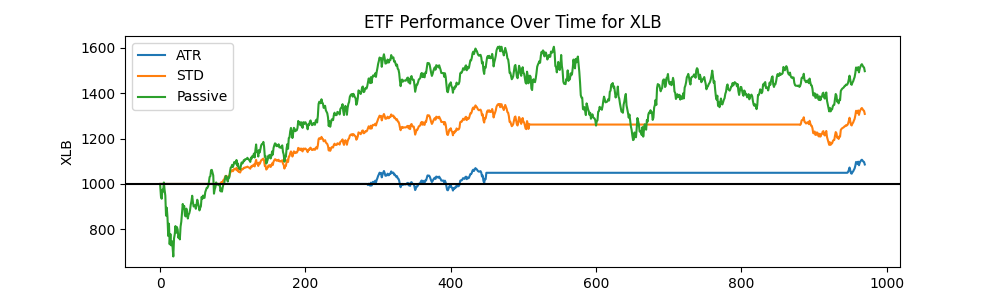 ETF Performance Over Time for XLB
1600
1400
1200
1000
800
XLB
ATR
STD
Passive
0 200 400 600 800 1000